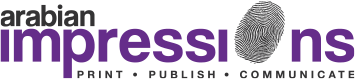 arabian
impressions
PRINT • PUBLISH • COMMUNICATE